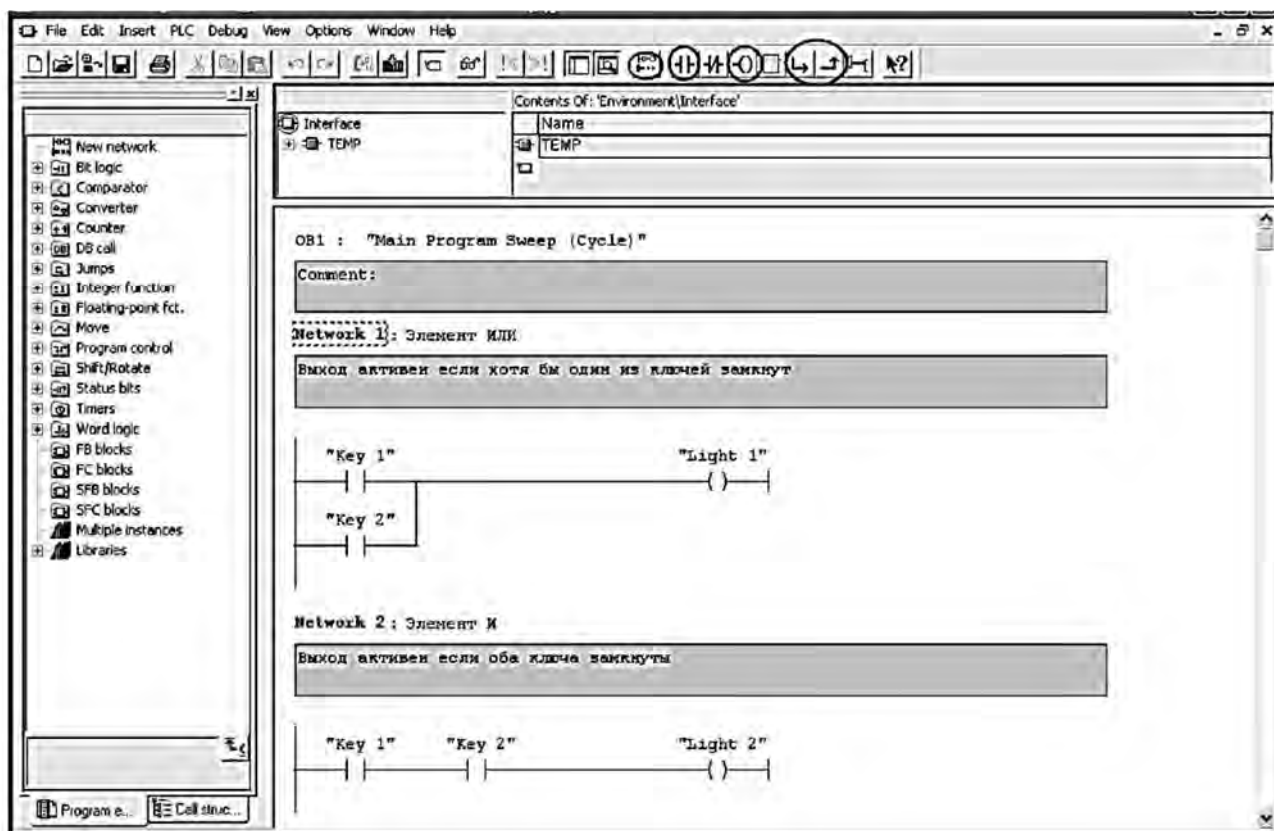 File Edit Insert PLC Debug View Options Window Help
Contents Of: 'Environment\Interface'
Interface
Name
TEMP
TEMP
New network
Bit logic
Comparator
Converter
Counter
DB call
Jumps
Integer function
Floating-point fct.
Move
Program control
Shift/Rotate
Status bits
Timers
Word logic
FB blocks
FC blocks
SFB blocks
SFC blocks
Multiple instances
Libraries
Program e...
Call struc...
OB1 : "Main Program Sweep (Cycle)"
Comment:
Network 1: Элемент ИЛИ
Выход активен если хотя бы один из ключей замкнут
"Key 1"
"Light 1"
"Key 2"
Network 2: Элемент И
Выход активен если оба ключа замкнуты
"Key 1" "Key 2" "Light 2"